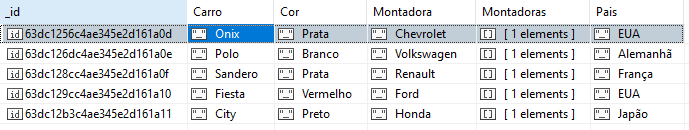 _id Carro Cor Montadora Montadoras Pais
63dc1256c4ae345e2d161a0d Onix Prata Chevrolet [ 1 elements ] EUA
63dc126dc4ae345e2d161a0e Polo Branco Volkswagen [ 1 elements ] Alemanhã
63dc128cc4ae345e2d161a0f Sandero Prata Renault [ 1 elements ] França
63dc129cc4ae345e2d161a10 Fiesta Vermelho Ford [ 1 elements ] EUA
63dc12b3c4ae345e2d161a11 City Preto Honda [ 1 elements ] Japão